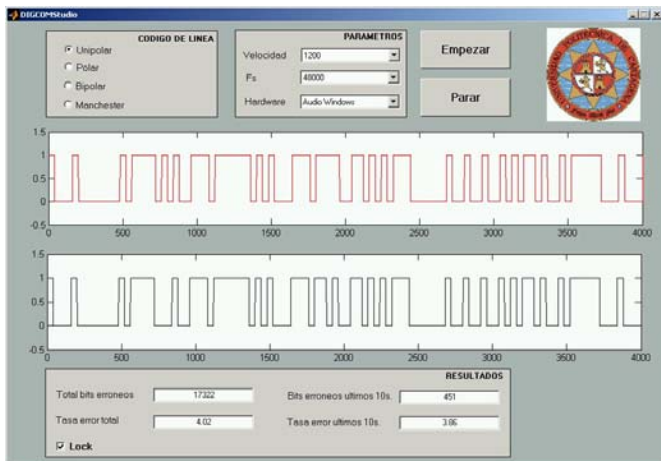 DIGCOMStudio
CODIGO DE LINEA
Unipolar
Polar
Bipolar
Manchester
PARAMETROS
Velocidad 1200
Fs 48000
Hardware Audio Windows
Empezar
Parar
1.5
1
0.5
0
-0.5
0 500 1000 1500 2000 2500 3000 3500 4000
1.5
1
0.5
0
-0.5
0 500 1000 1500 2000 2500 3000 3500 4000
RESULTADOS
Total bits erroneos 17322 Bits erroneos ultimos 10s. 451
Tasa error total 4.02 Tasa error ultimos 10s. 3.86
Lock